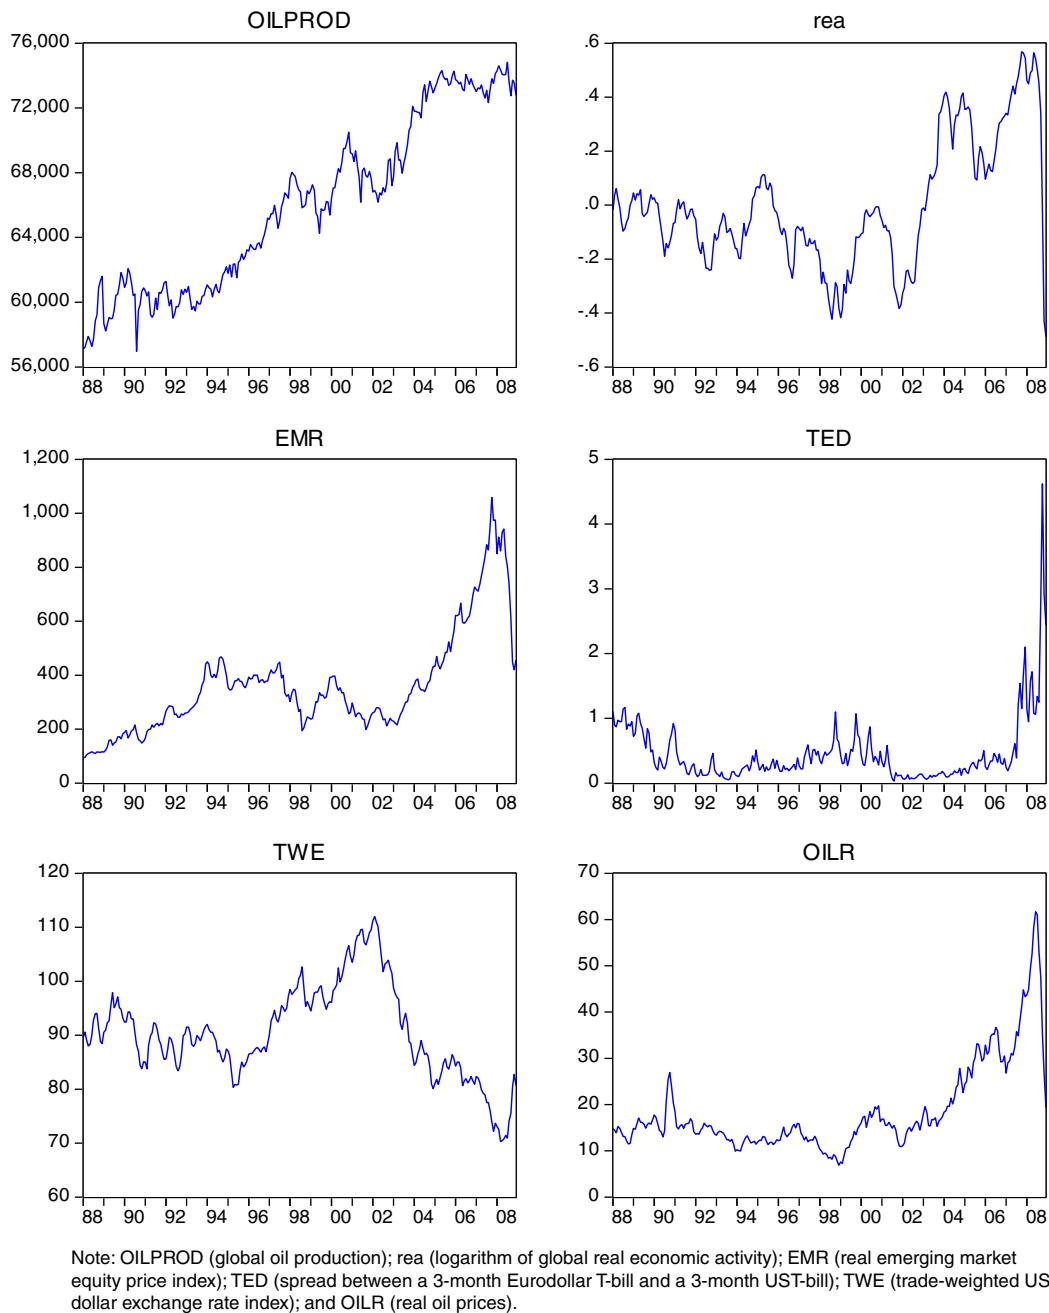 OILPROD
76,000
72,000
68,000
64,000
60,000
56,000
88 90 92 94 96 98 00 02 04 06 08
rea
.6
.4
.2
.0
-.2
-.4
-.6
88 90 92 94 96 98 00 02 04 06 08
EMR
1,200
1,000
800
600
400
200
0
88 90 92 94 96 98 00 02 04 06 08
TED
5
4
3
2
1
0
88 90 92 94 96 98 00 02 04 06 08
TWE
120
110
100
90
80
70
60
88 90 92 94 96 98 00 02 04 06 08
OILR
70
60
50
40
30
20
10
0
88 90 92 94 96 98 00 02 04 06 08
Note: OILPROD (global oil production); rea (logarithm of global real economic activity); EMR (real emerging market
equity price index); TED (spread between a 3-month Eurodollar T-bill and a 3-month UST-bill); TWE (trade-weighted US
dollar exchange rate index); and OILR (real oil prices).